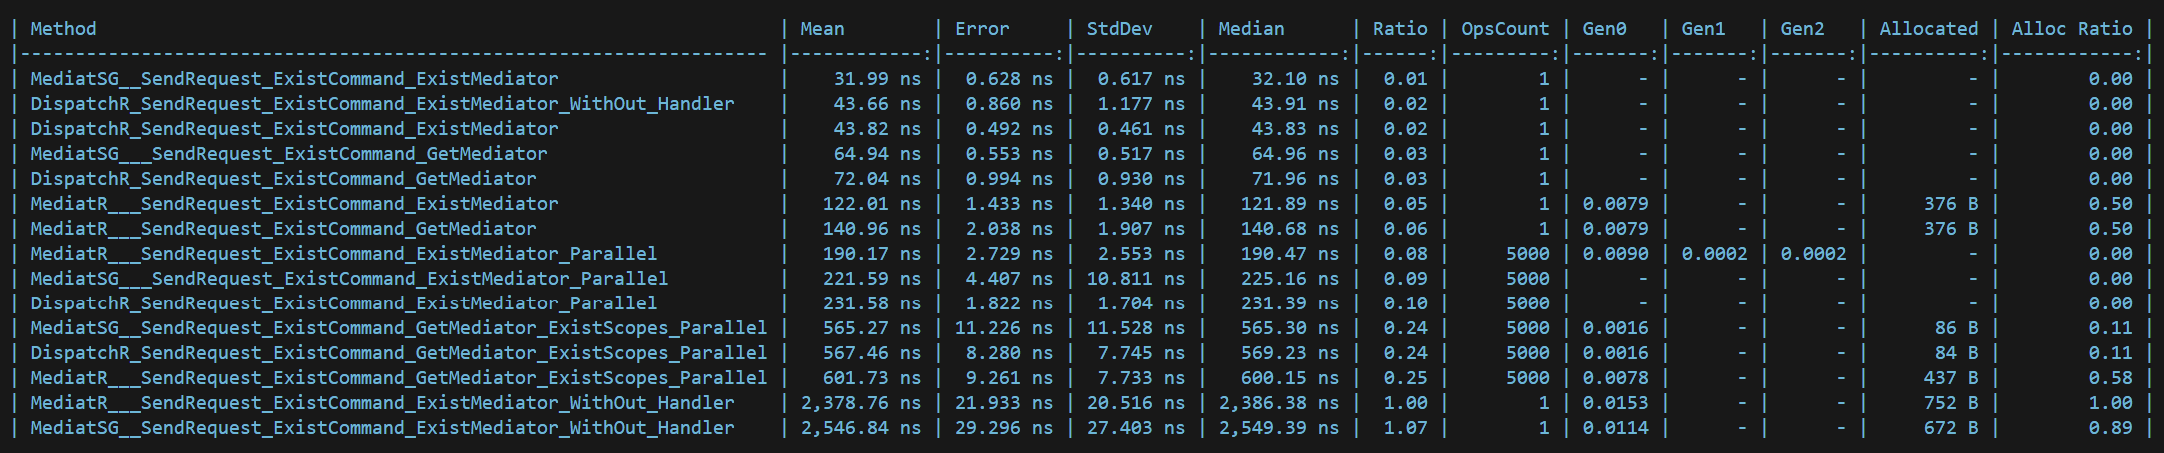 | Method | Mean | Error | StdDev | Median | Ratio | OpsCount | Gen0 | Gen1 | Gen2 | Allocated | Alloc Ratio |
|-------------------------------------------------------------------- |------------:|----------:|----------:|------------:|------:|---------:|-------:|-------:|-------:|----------:|------------:|
| MediatSG__SendRequest_ExistCommand_ExistMediator | 31.99 ns | 0.628 ns | 0.617 ns | 32.10 ns | 0.01 | 1 | - | - | - | - | 0.00 |
| DispatchR_SendRequest_ExistCommand_ExistMediator_WithOut_Handler | 43.66 ns | 0.860 ns | 1.177 ns | 43.91 ns | 0.02 | 1 | - | - | - | - | 0.00 |
| DispatchR_SendRequest_ExistCommand_ExistMediator | 43.82 ns | 0.492 ns | 0.461 ns | 43.83 ns | 0.02 | 1 | - | - | - | - | 0.00 |
| MediatSG___SendRequest_ExistCommand_GetMediator | 64.94 ns | 0.553 ns | 0.517 ns | 64.96 ns | 0.03 | 1 | - | - | - | - | 0.00 |
| DispatchR_SendRequest_ExistCommand_GetMediator | 72.04 ns | 0.994 ns | 0.930 ns | 71.96 ns | 0.03 | 1 | - | - | - | - | 0.00 |
| MediatR___SendRequest_ExistCommand_ExistMediator | 122.01 ns | 1.433 ns | 1.340 ns | 121.89 ns | 0.05 | 1 | 0.0079 | - | - | 376 B | 0.50 |
| MediatR___SendRequest_ExistCommand_GetMediator | 140.96 ns | 2.038 ns | 1.907 ns | 140.68 ns | 0.06 | 1 | 0.0079 | - | - | 376 B | 0.50 |
| MediatR___SendRequest_ExistCommand_ExistMediator_Parallel | 190.17 ns | 2.729 ns | 2.553 ns | 190.47 ns | 0.08 | 5000 | 0.0090 | 0.0002 | 0.0002 | - | 0.00 |
| MediatSG___SendRequest_ExistCommand_ExistMediator_Parallel | 221.59 ns | 4.407 ns | 10.811 ns | 225.16 ns | 0.09 | 5000 | - | - | - | - | 0.00 |
| DispatchR_SendRequest_ExistCommand_ExistMediator_Parallel | 231.58 ns | 1.822 ns | 1.704 ns | 231.39 ns | 0.10 | 5000 | - | - | - | - | 0.00 |
| MediatSG__SendRequest_ExistCommand_GetMediator_ExistScopes_Parallel | 565.27 ns | 11.226 ns | 11.528 ns | 565.30 ns | 0.24 | 5000 | 0.0016 | - | - | 86 B | 0.11 |
| DispatchR_SendRequest_ExistCommand_GetMediator_ExistScopes_Parallel | 567.46 ns | 8.280 ns | 7.745 ns | 569.23 ns | 0.24 | 5000 | 0.0016 | - | - | 84 B | 0.11 |
| MediatR___SendRequest_ExistCommand_GetMediator_ExistScopes_Parallel | 601.73 ns | 9.261 ns | 7.733 ns | 600.15 ns | 0.25 | 5000 | 0.0078 | - | - | 437 B | 0.58 |
| MediatR___SendRequest_ExistCommand_ExistMediator_WithOut_Handler | 2,378.76 ns | 21.933 ns | 20.516 ns | 2,386.38 ns | 1.00 | 1 | 0.0153 | - | - | 752 B | 1.00 |
| MediatSG__SendRequest_ExistCommand_ExistMediator_WithOut_Handler | 2,546.84 ns | 29.296 ns | 27.403 ns | 2,549.39 ns | 1.07 | 1 | 0.0114 | - | - | 672 B | 0.89 |